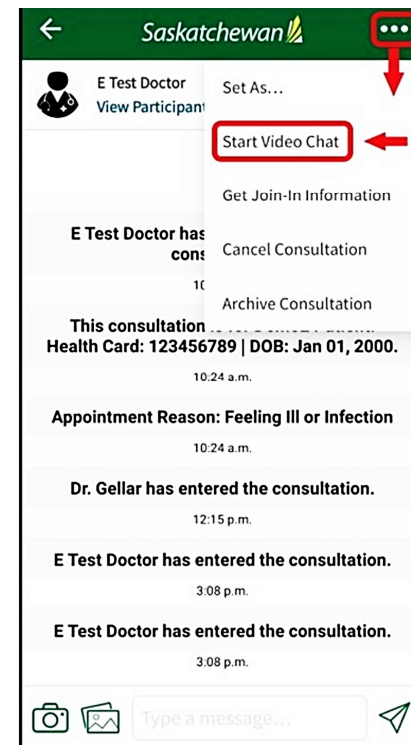 Saskatchewan
E Test Doctor
View Participan
Set As...
Start Video Chat
Get Join-In Information
Cancel Consultation
Archive Consultation
E Test Doctor has
cons
10
This consultation
Health Card: 123456789 | DOB: Jan 01, 2000.
10:24 a.m.
Appointment Reason: Feeling Ill or Infection
10:24 a.m.
Dr. Gellar has entered the consultation.
12:15 p.m.
E Test Doctor has entered the consultation.
3:08 p.m.
E Test Doctor has entered the consultation.
3:08 p.m.
Type a message...